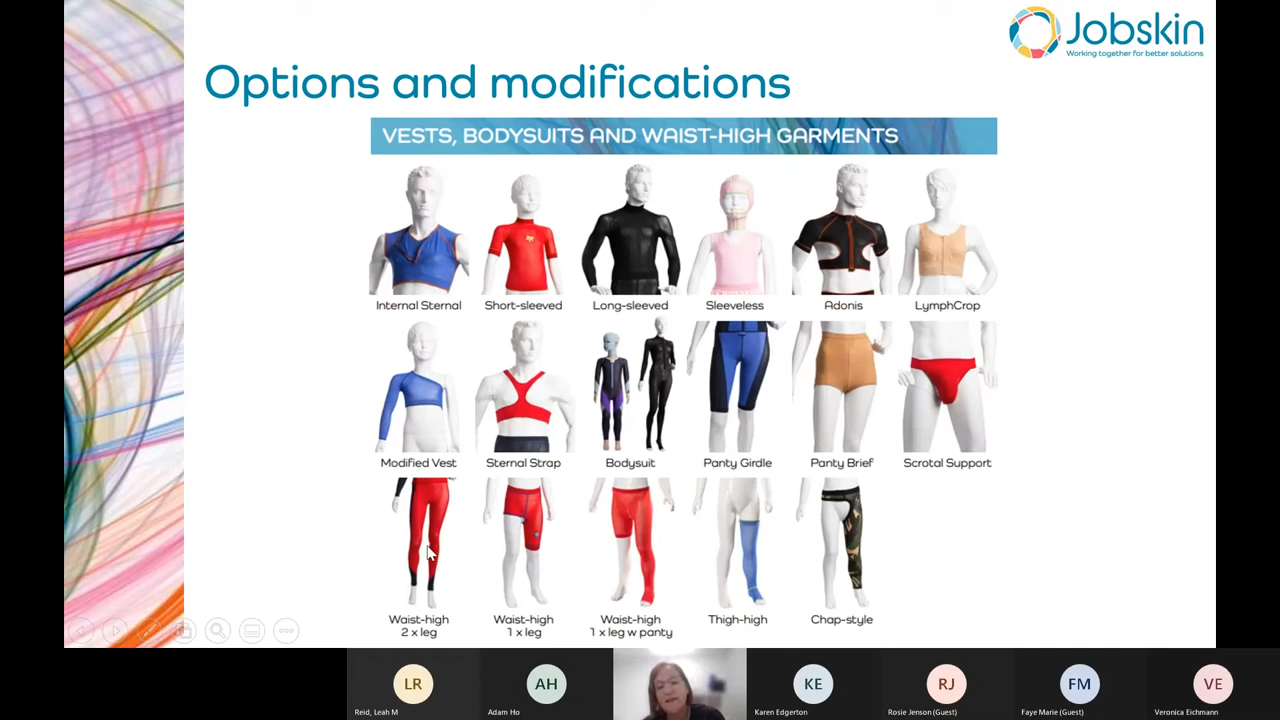 Jobskin
Working together for better solutions
Options and modifications
VESTS, BODYSUITS AND WAIST-HIGH GARMENTS
Internal Sternal
Short-sleeved
Long-sleeved
Sleeveless
Adonis
LymphCrop
Modified Vest
Sternal Strap
Bodysuit
Panty Girdle
Panty Brief
Scrotal Support
Waist-high
2 x leg
Waist-high
1 x leg
Waist-high
1 x leg w panty
Thigh-high
Chap-style
LR
AH
KE
RJ
FM
VE
Reid, Leah M
Adam Ho
Karen Edgerton
Rosie Jenson (Guest)
Faye Marie (Guest)
Veronica Eichmann